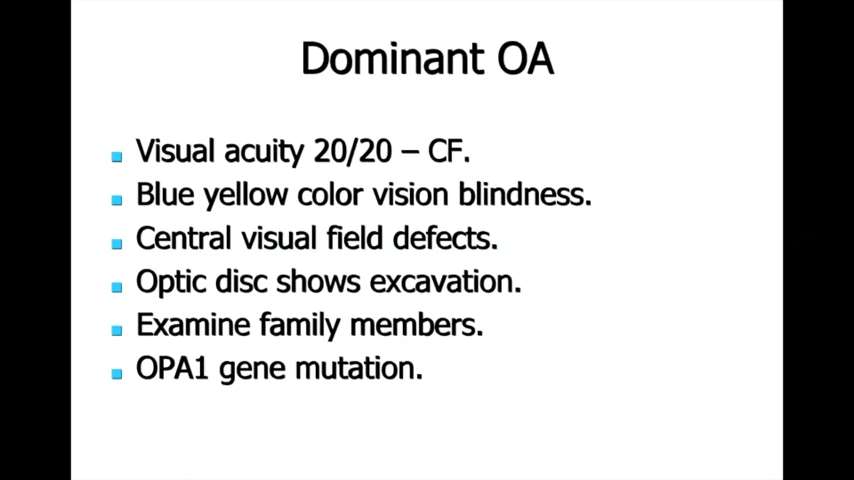 Dominant OA
Visual acuity 20/20 – CF.
Blue yellow color vision blindness.
Central visual field defects.
Optic disc shows excavation.
Examine family members.
OPA1 gene mutation.